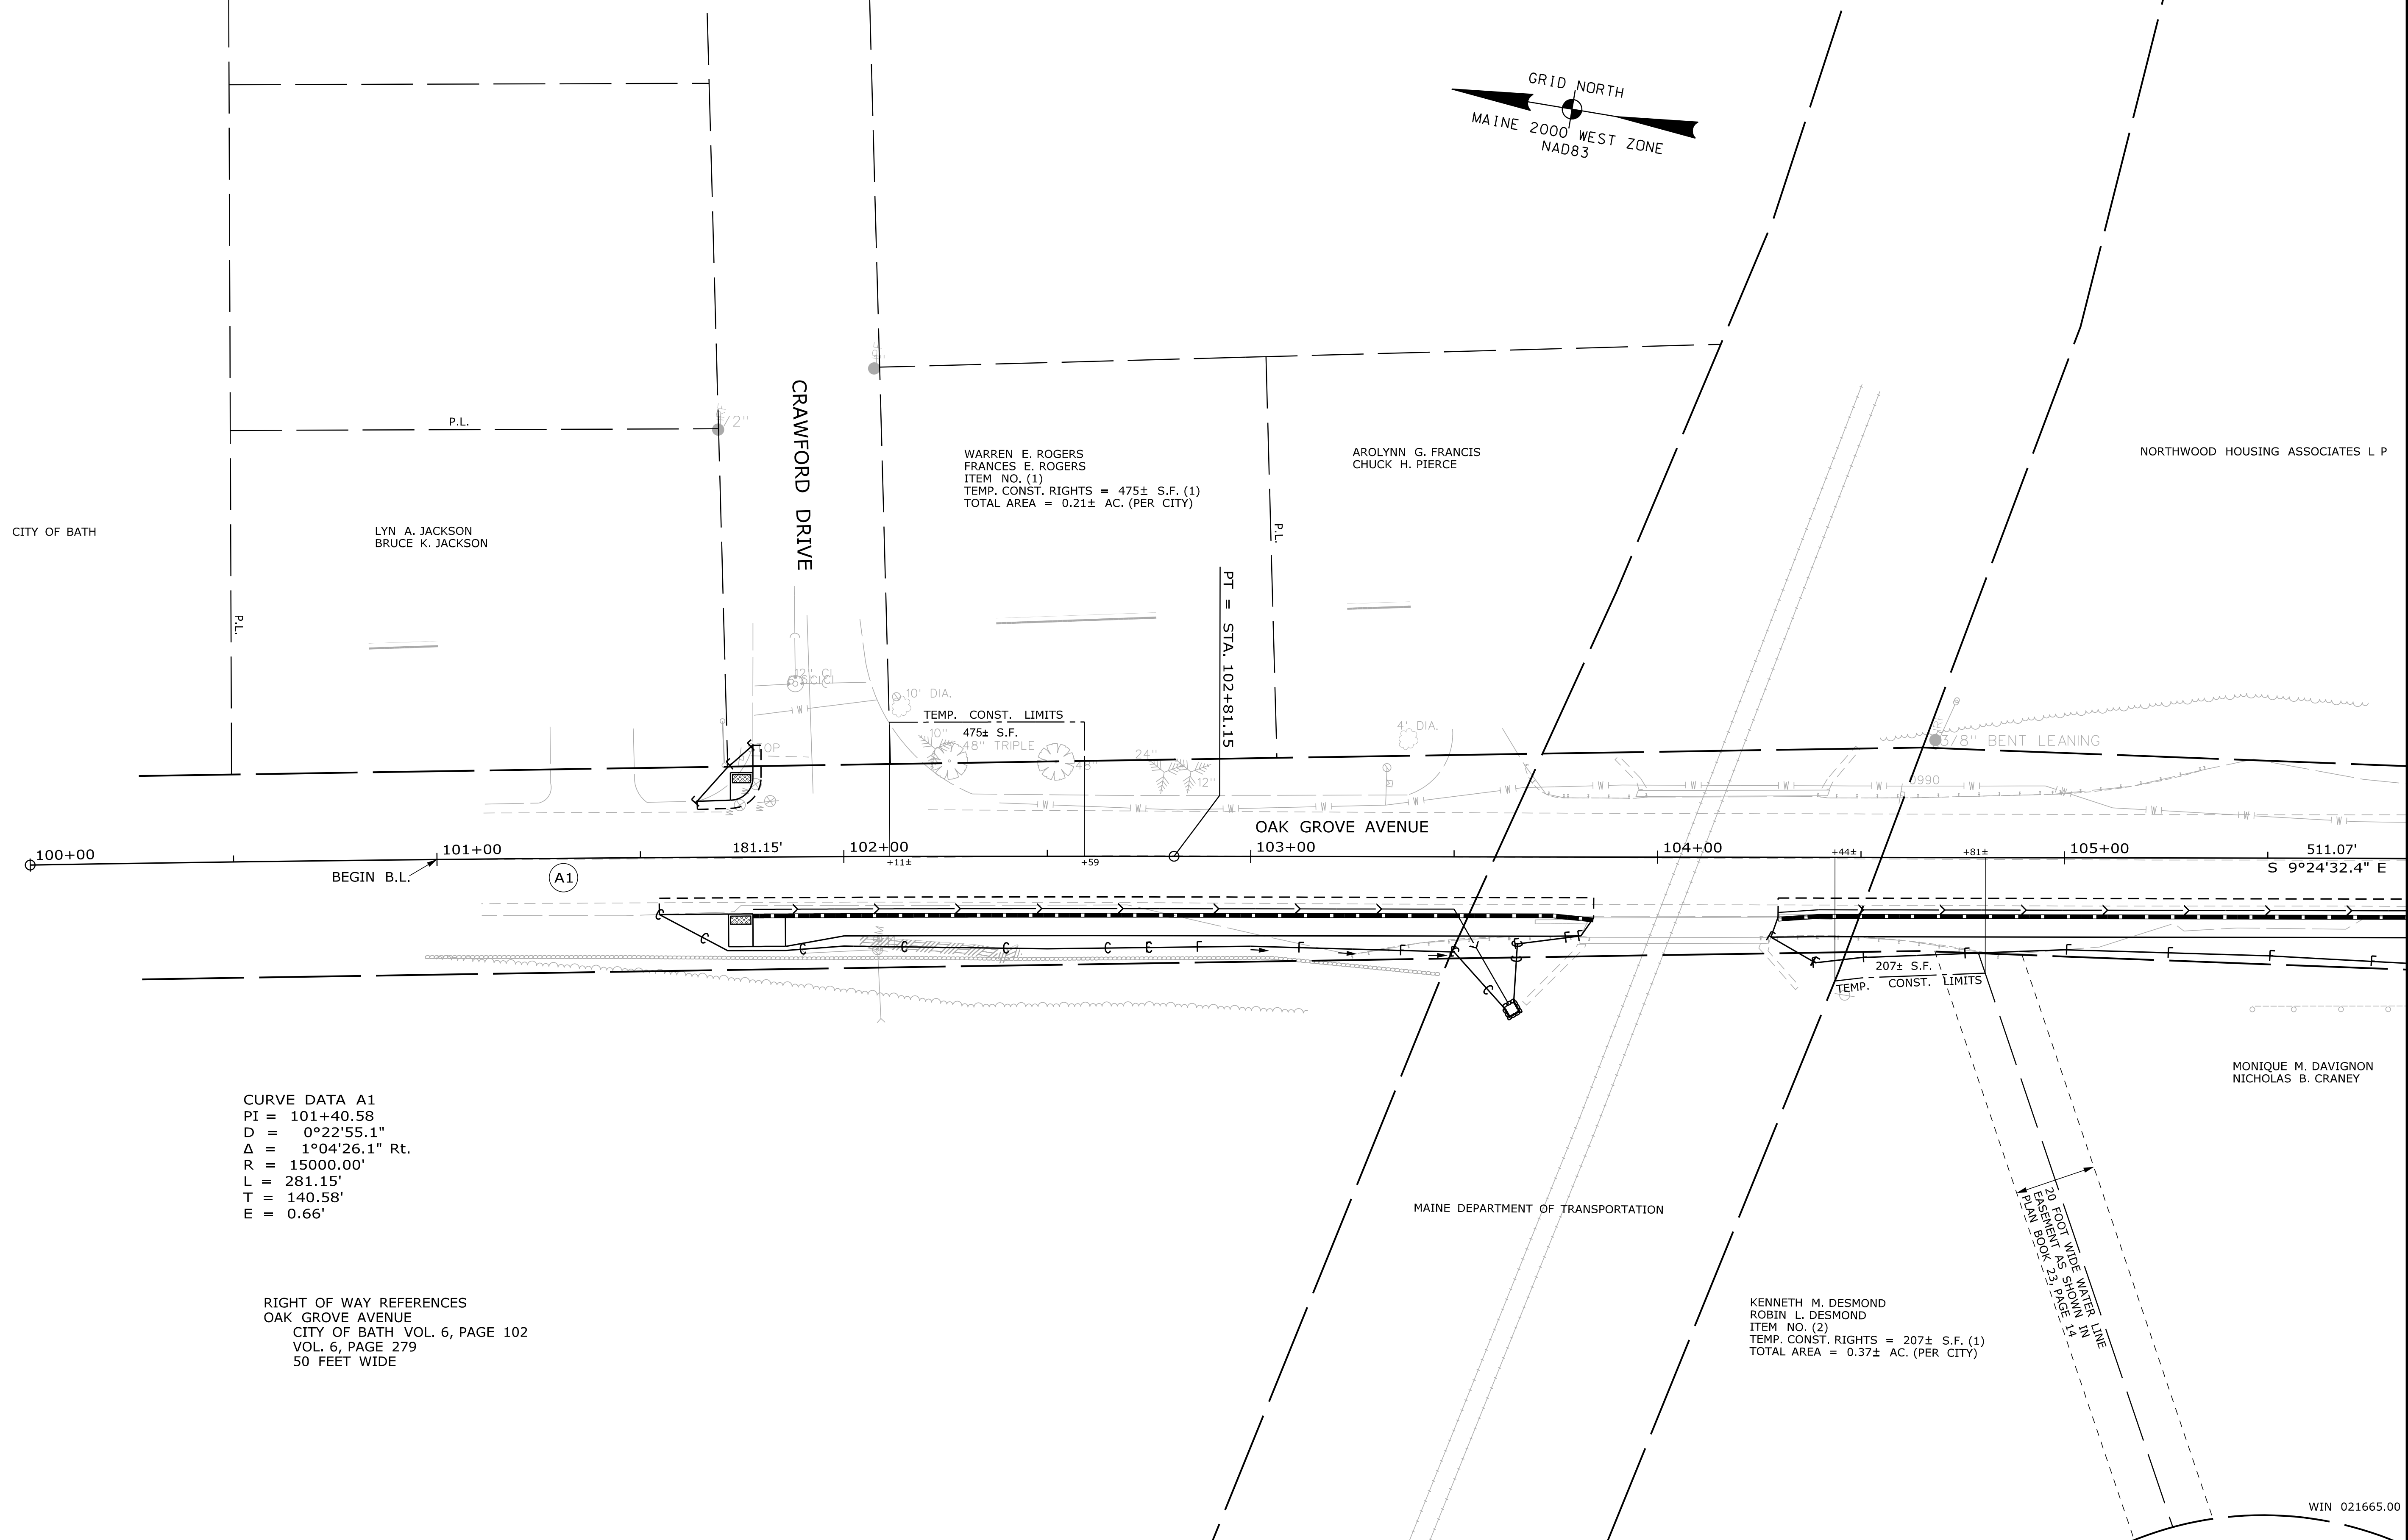 GRID NORTH
MAINE 2000 WEST ZONE
NAD83
P.L.
1/2"
CRAWFORD DRIVE
WARREN E. ROGERS
FRANCES E. ROGERS
ITEM NO. (1)
TEMP. CONST. RIGHTS = 475± S.F. (1)
TOTAL AREA = 0.21± AC. (PER CITY)
AROLYNN G. FRANCIS
CHUCK H. PIERCE
NORTHWOOD HOUSING ASSOCIATES L P
CITY OF BATH
LYN A. JACKSON
BRUCE K. JACKSON
P.L.
P.L.
PT = STA. 102+81.15
12" CI
10' DIA.
TEMP. CONST. LIMITS
475± S.F.
10"
48" TRIPLE
48"
24"
12"
4' DIA.
3/8" BENT LEANING
0990
W
OAK GROVE AVENUE
100+00
101+00
181.15'
102+00
103+00
104+00
105+00
511.07'
+11±
+59
+44±
+81±
S 9°24'32.4" E
BEGIN B.L.
A1
207± S.F.
TEMP. CONST. LIMITS
MONIQUE M. DAVIGNON
NICHOLAS B. CRANEY
CURVE DATA A1
PI = 101+40.58
D = 0°22'55.1"
Δ = 1°04'26.1" Rt.
R = 15000.00'
L = 281.15'
T = 140.58'
E = 0.66'
MAINE DEPARTMENT OF TRANSPORTATION
20 FOOT WIDE WATER LINE
EASEMENT AS SHOWN IN
PLAN BOOK 23, PAGE 14
RIGHT OF WAY REFERENCES
OAK GROVE AVENUE
CITY OF BATH VOL. 6, PAGE 102
VOL. 6, PAGE 279
50 FEET WIDE
KENNETH M. DESMOND
ROBIN L. DESMOND
ITEM NO. (2)
TEMP. CONST. RIGHTS = 207± S.F. (1)
TOTAL AREA = 0.37± AC. (PER CITY)
WIN 021665.00